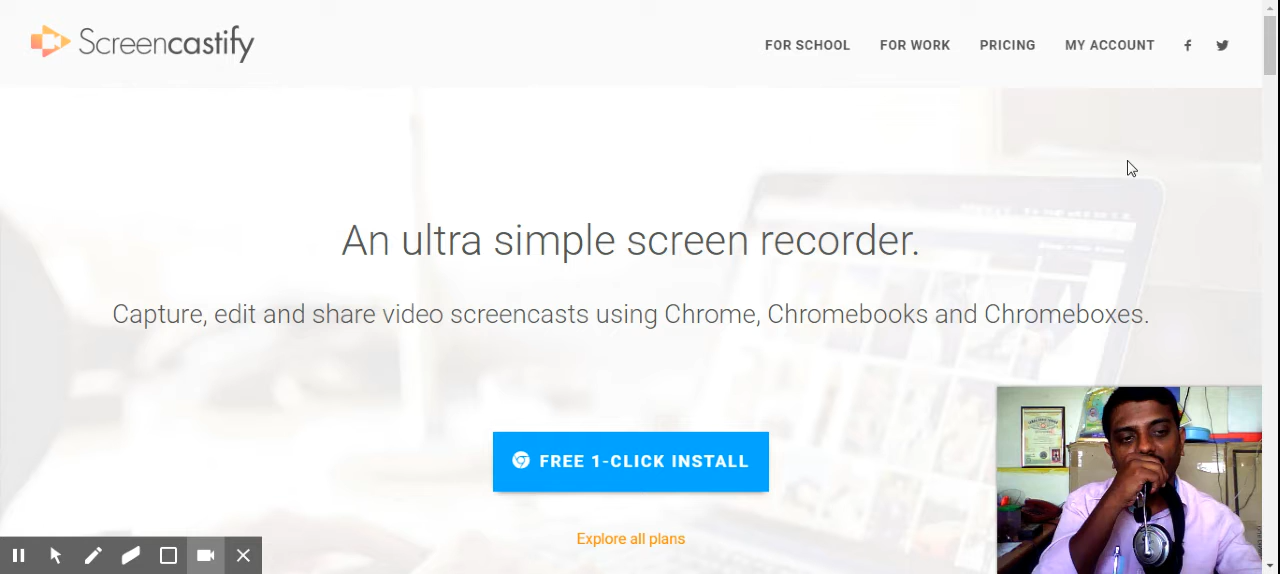 Screencastify
FOR SCHOOL
FOR WORK
PRICING
MY ACCOUNT
An ultra simple screen recorder.
Capture, edit and share video screencasts using Chrome, Chromebooks and Chromeboxes.
FREE 1-CLICK INSTALL
Explore all plans